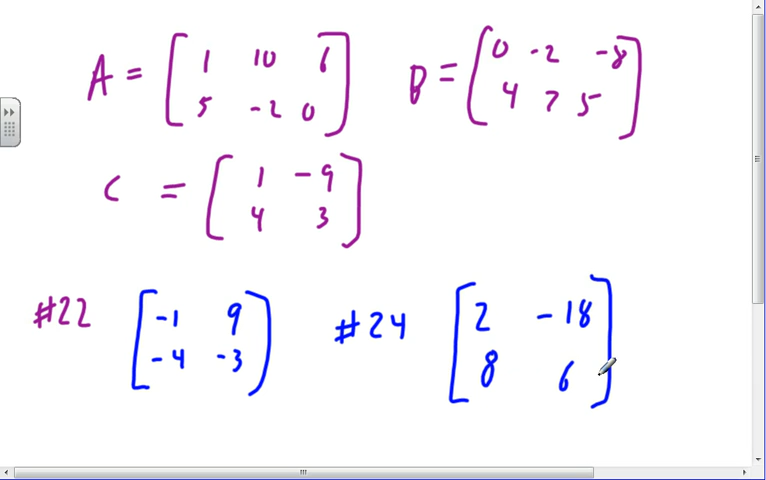 A = [ 1 10 6 B = [ 0 -2 -8
5 -2 0 ] 4 7 5 ]
C = [ 1 -9
4 3 ]
#22 [ -1 9 #24 [ 2 -18
-4 -3 ] 8 6 ]